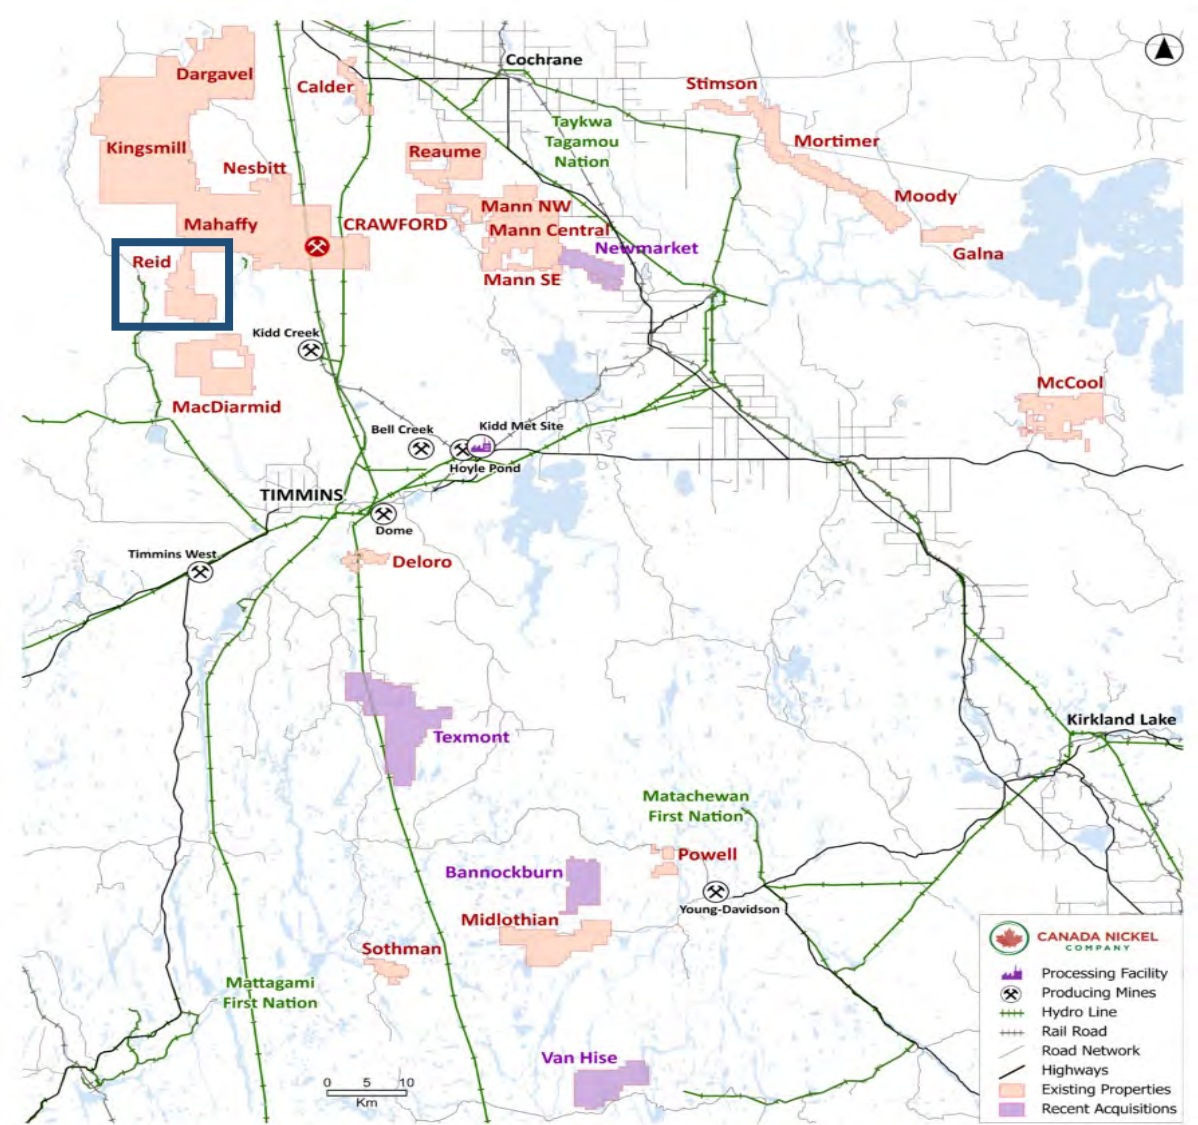 Cochrane
Dargavel
Calder
Stimson
Taykwa
Tagamou
Nation
Kingsmill
Reaume
Mortimer
Nesbitt
Moody
Mann NW
Mahaffy
CRAWFORD
Mann Central
Newmarket
Galna
Reid
Mann SE
Kidd Creek
McCool
MacDiarmid
Bell Creek
Kidd Met Site
Hoyle Pond
TIMMINS
Dome
Timmins West
Deloro
Kirkland Lake
Texmont
Matachewan
First Nation
Powell
Bannockburn
Young-Davidson
Midlothian
Sothman
Mattagami
First Nation
Van Hise
0 5 10
Km
CANADA NICKEL
COMPANY
Processing Facility
Producing Mines
Hydro Line
Rail Road
Road Network
Highways
Existing Properties
Recent Acquisitions